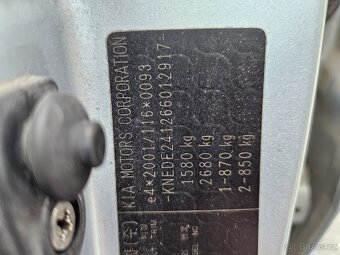 KIA MOTORS CORPORATION
e4*2001/116*0093
-KNEDE241266012917-
1580 kg
2680 kg
1-870 kg
2-850 kg